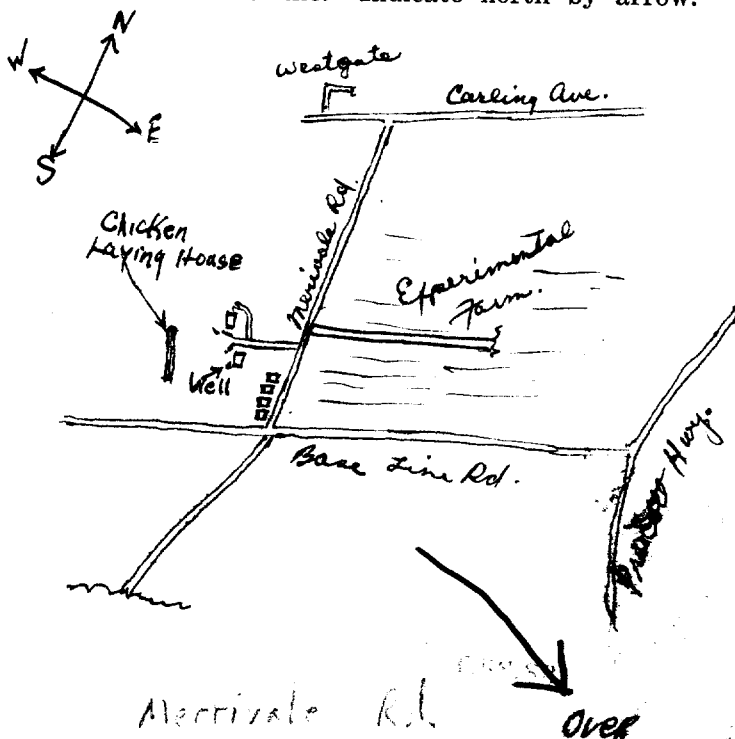 indicate north by arrow.
N
W
E
S
Westgate
Carling Ave.
Merivale Rd.
Chicken
Laying House
Experimental
Farm.
Well
Base Line Rd.
Hwy.
Merrivale Rd.
Over